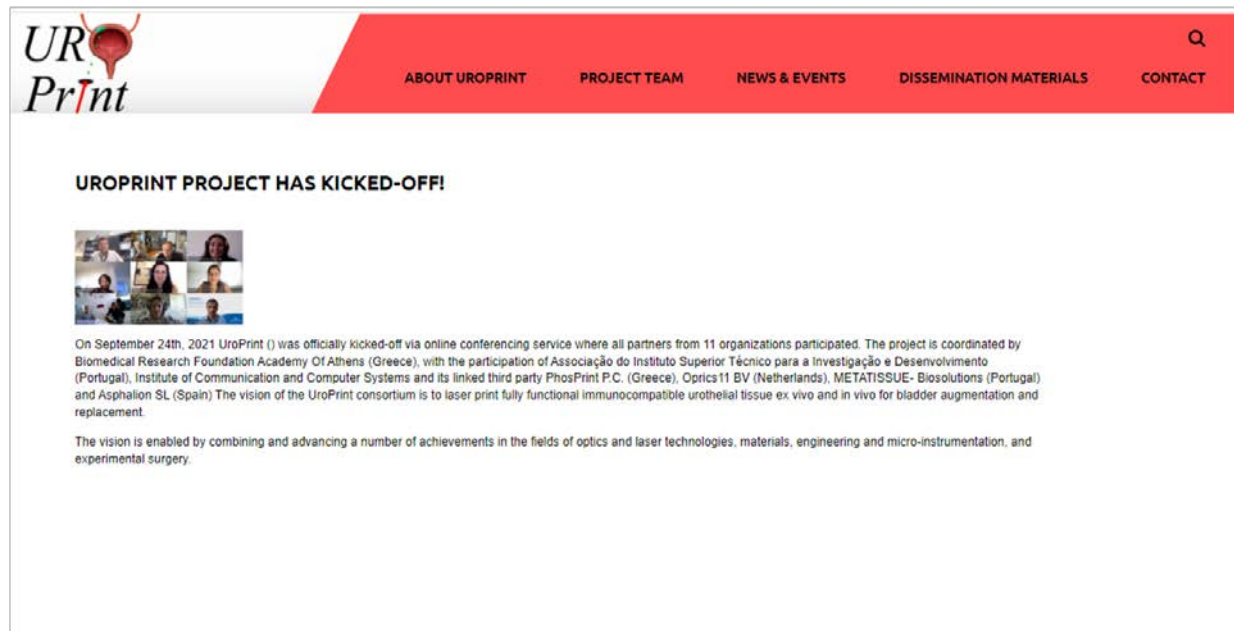 URO
Print
ABOUT UROPRINT
PROJECT TEAM
NEWS & EVENTS
DISSEMINATION MATERIALS
CONTACT
UROPRINT PROJECT HAS KICKED-OFF!
On September 24th, 2021 UroPrint () was officially kicked-off via online conferencing service where all partners from 11 organizations participated. The project is coordinated by
Biomedical Research Foundation Academy Of Athens (Greece), with the participation of Associação do Instituto Superior Técnico para a Investigação e Desenvolvimento
(Portugal), Institute of Communication and Computer Systems and its linked third party PhosPrint P.C. (Greece), Oprics11 BV (Netherlands), METATISSUE- Biosolutions (Portugal)
and Asphalion SL (Spain) The vision of the UroPrint consortium is to laser print fully functional immunocompatible urothelial tissue ex vivo and in vivo for bladder augmentation and
replacement.
The vision is enabled by combining and advancing a number of achievements in the fields of optics and laser technologies, materials, engineering and micro-instrumentation, and
experimental surgery.